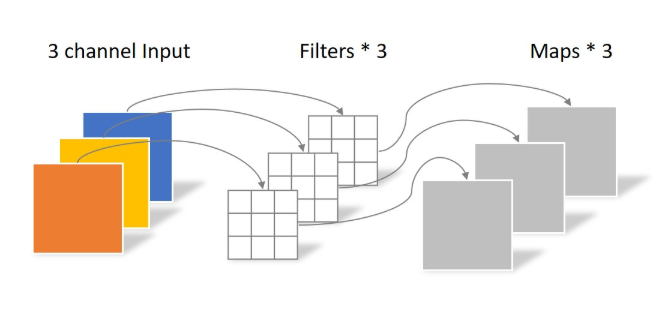 3 channel Input
Filters * 3
Maps * 3